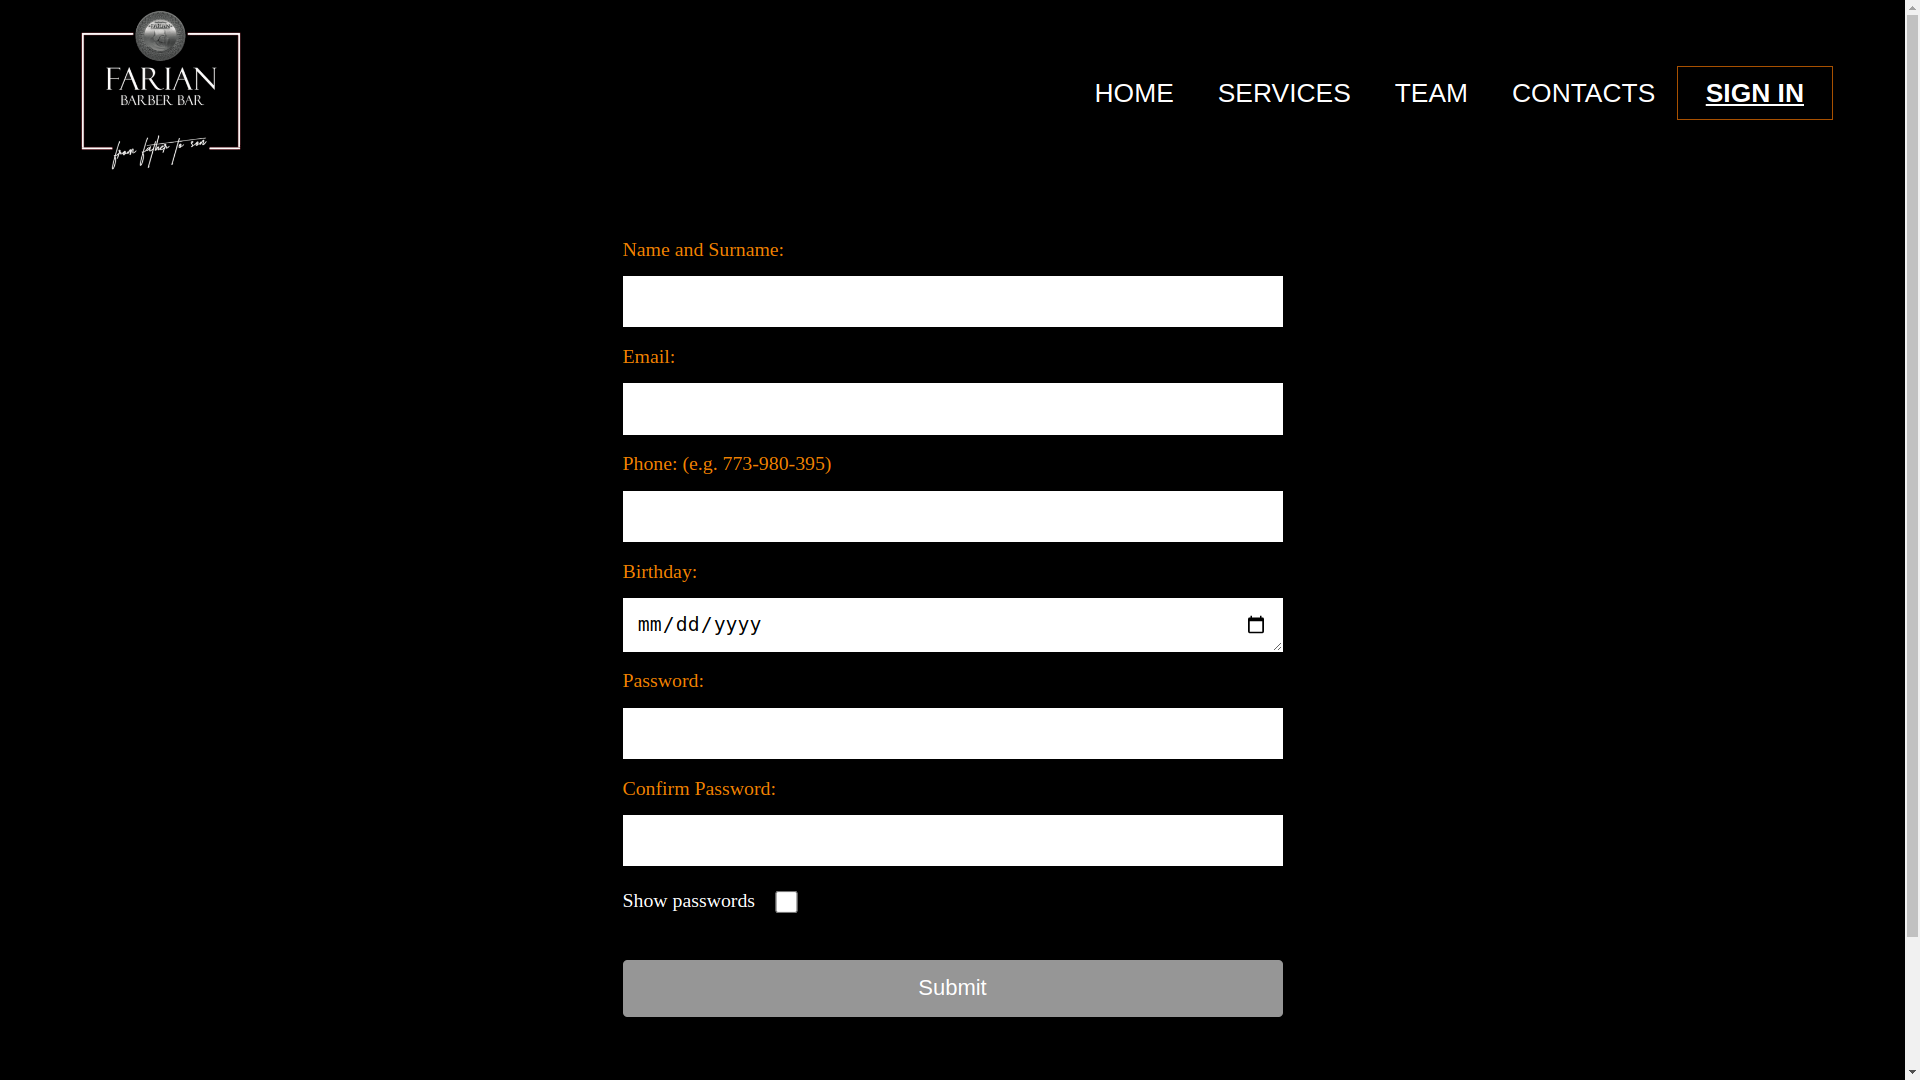 FARIAN
BARBER BAR
from father to son
HOME SERVICES TEAM CONTACTS SIGN IN
Name and Surname:
Email:
Phone: (e.g. 773-980-395)
Birthday:
mm/dd/yyyy
Password:
Confirm Password:
Show passwords
Submit